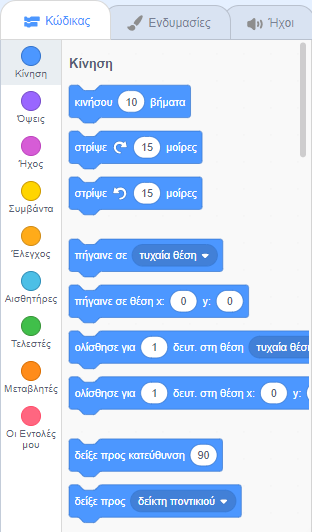 Κώδικας
Ενδυμασίες
Ήχοι
Κίνηση
Όψεις
Ήχος
Συμβάντα
Έλεγχος
Αισθητήρες
Τελεστές
Μεταβλητές
Οι Εντολές
μου
Κίνηση
κινήσου 10 βήματα
στρίψε 15 μοίρες
στρίψε 15 μοίρες
πήγαινε σε τυχαία θέση
πήγαινε σε θέση x: 0 y: 0
ολίσθησε για 1 δευτ. στη θέση τυχαία
ολίσθησε για 1 δευτ. στη θέση x: 0 y:
δείξε προς κατεύθυνση 90
δείξε προς δείκτη ποντικιού